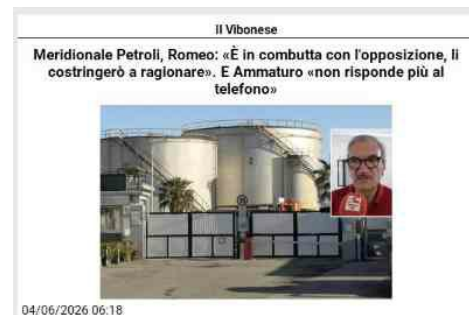 Il Vibonese
Meridionale Petroli, Romeo: «È in combutta con l'opposizione, li
costringerò a ragionare». E Ammaturo «non risponde più al
telefono»
04/06/2026 06:18